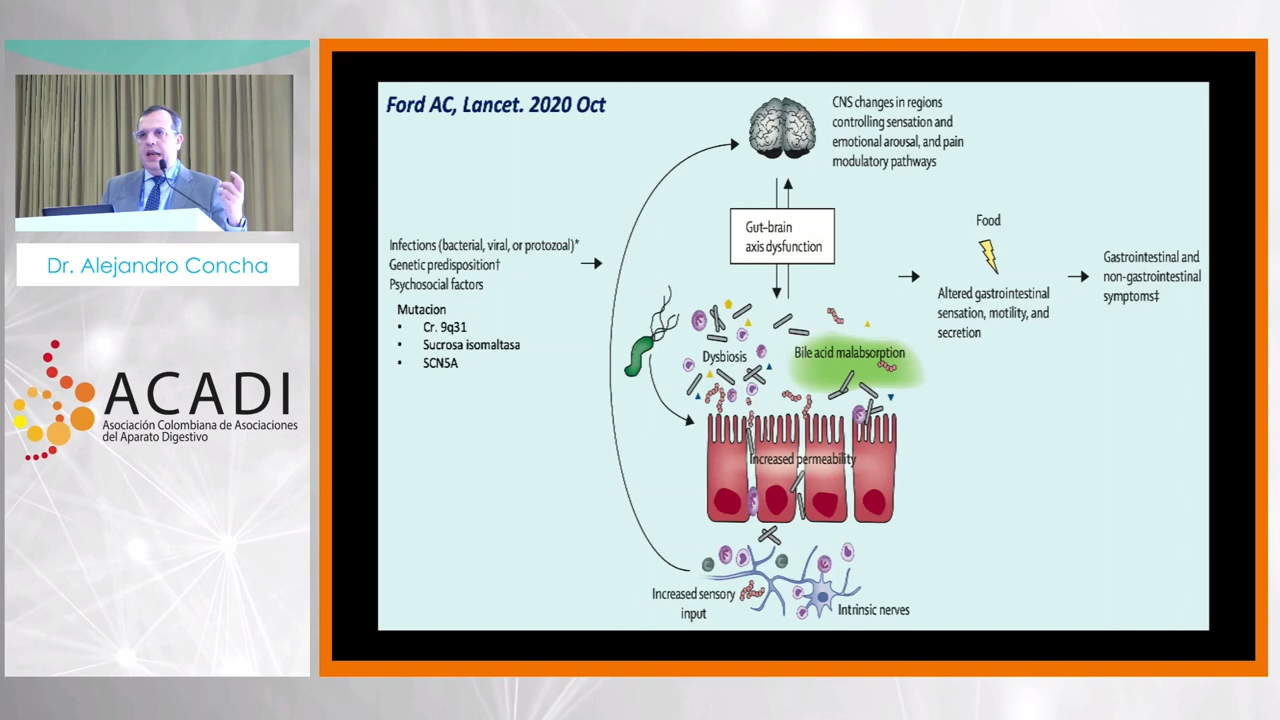 Ford AC, Lancet. 2020 Oct
CNS changes in regions
controlling sensation and
emotional arousal, and pain
modulatory pathways
Gut–brain
axis dysfunction
Infections (bacterial, viral, or protozoal)*
Genetic predisposition†
Psychosocial factors
Mutacion
• Cr. 9q31
• Sucrosa isomaltasa
• SCN5A
Food
Altered gastrointestinal
sensation, motility, and
secretion
Gastrointestinal and
non-gastrointestinal
symptoms‡
Dysbiosis
Bile acid malabsorption
Increased permeability
Increased sensory
input
Intrinsic nerves
Dr. Alejandro Concha
ACADI
Asociación Colombiana de Asociaciones
del Aparato Digestivo